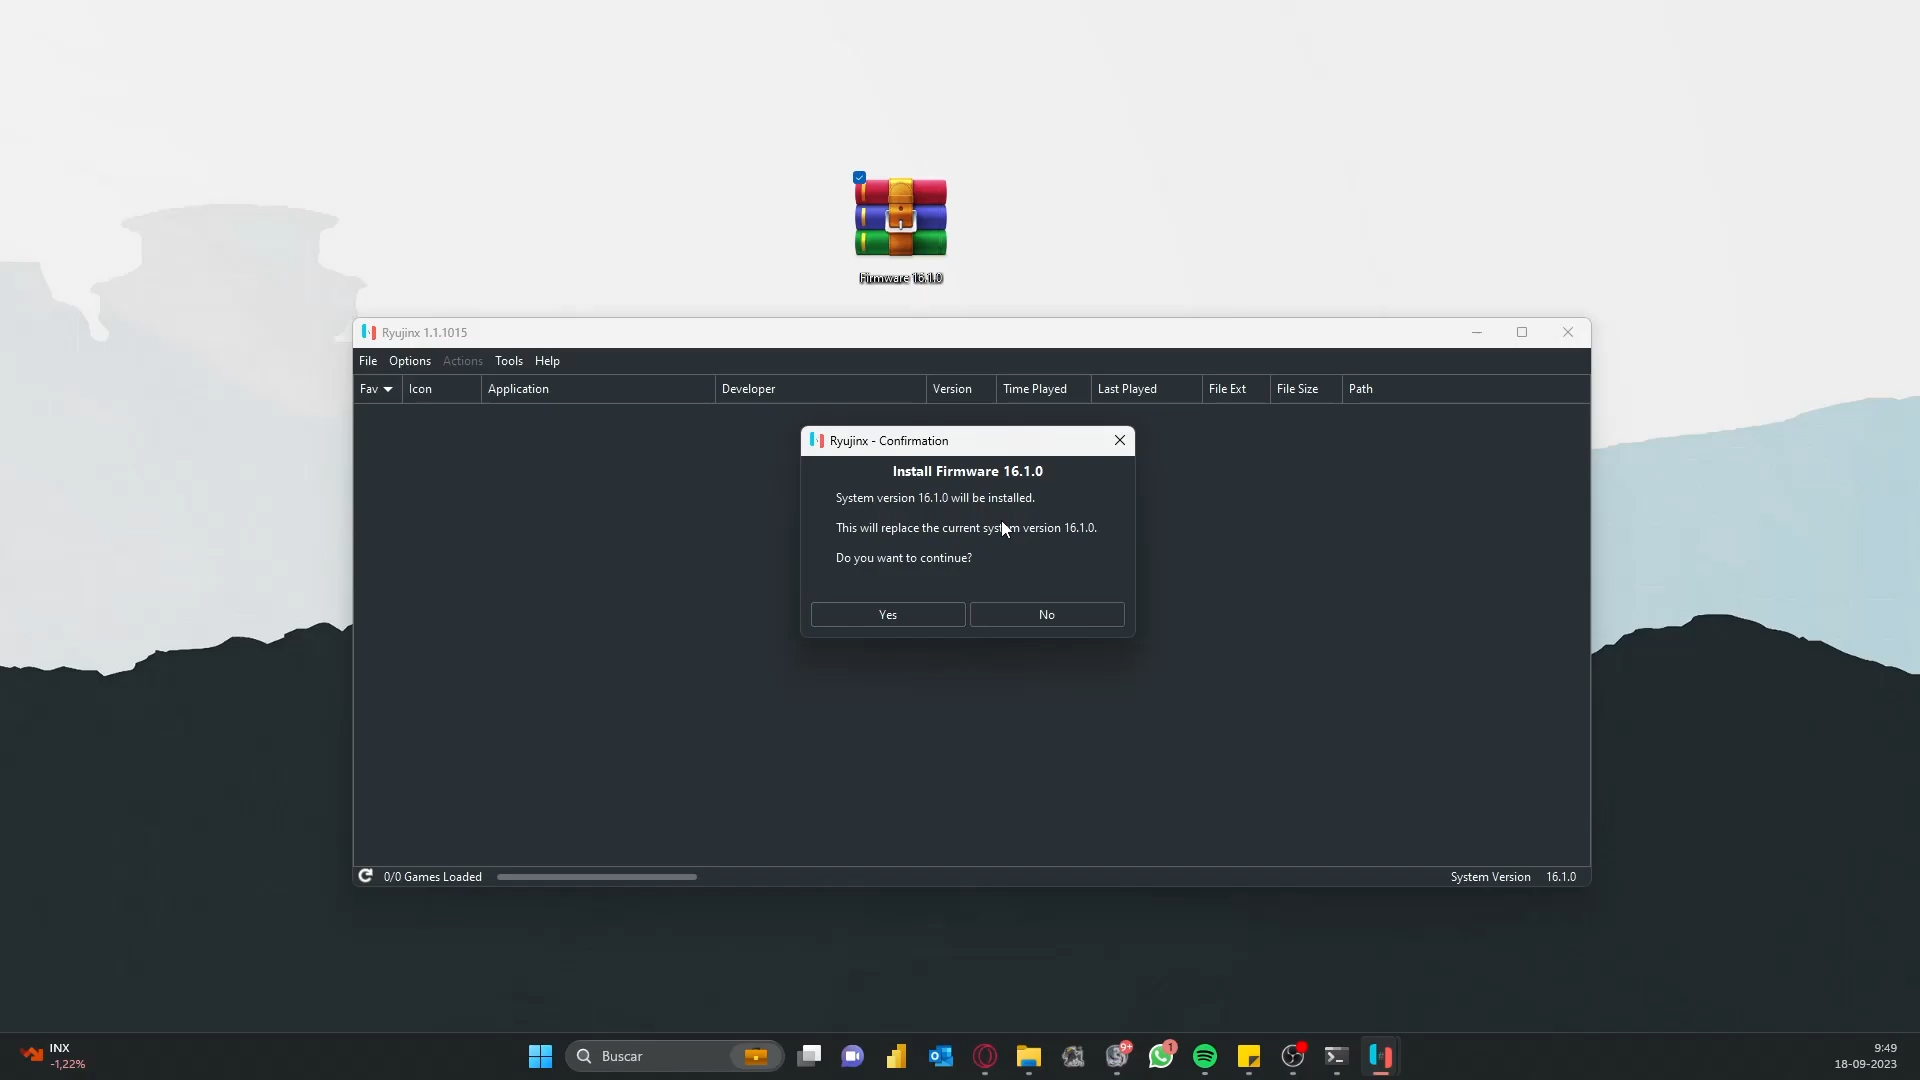 Firmware 16.1.0
Ryujinx 1.1.1015
File Options Actions Tools Help
Fav Icon Application Developer Version Time Played Last Played File Ext File Size Path
Ryujinx - Confirmation
Install Firmware 16.1.0
System version 16.1.0 will be installed.
This will replace the current system version 16.1.0.
Do you want to continue?
Yes No
0/0 Games Loaded System Version 16.1.0
INX
-1,22%
Buscar
9+
1
9:49
18-09-2023